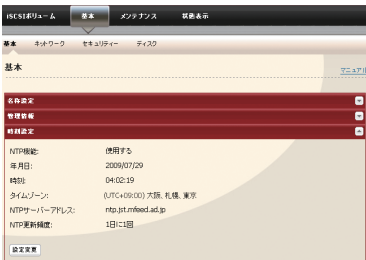 iSCSIボリューム 基本 メンテナンス 状態表示
基本 ネットワーク セキュリティー ディスク
基本
マニュアル
名称設定
管理情報
時刻設定
NTP機能: 使用する
年月日: 2009/07/29
時刻: 04:02:19
タイムゾーン: (UTC+09:00) 大阪、札幌、東京
NTPサーバーアドレス: ntp.jst.mfeed.ad.jp
NTP更新頻度: 1日に1回
設定変更